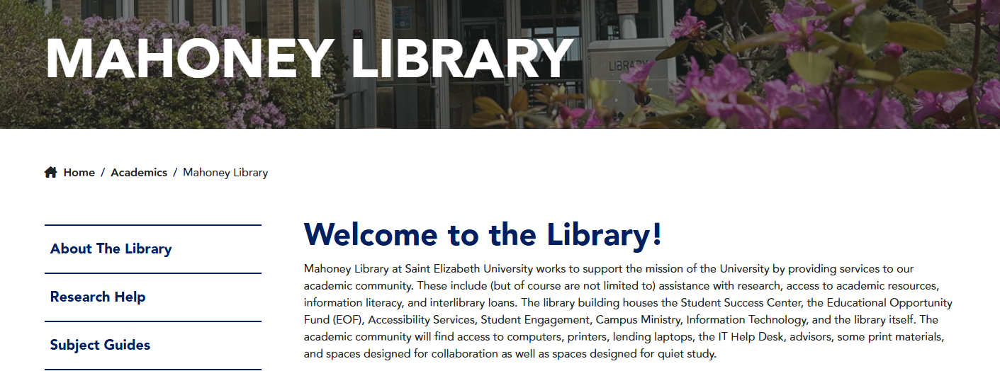 MAHONEY LIBRARY
LIBRARY
Home / Academics / Mahoney Library
About The Library
Research Help
Subject Guides
Welcome to the Library!
Mahoney Library at Saint Elizabeth University works to support the mission of the University by providing services to our
academic community. These include (but of course are not limited to) assistance with research, access to academic resources,
information literacy, and interlibrary loans. The library building houses the Student Success Center, the Educational Opportunity
Fund (EOF), Accessibility Services, Student Engagement, Campus Ministry, Information Technology, and the library itself. The
academic community will find access to computers, printers, lending laptops, the IT Help Desk, advisors, some print materials,
and spaces designed for collaboration as well as spaces designed for quiet study.